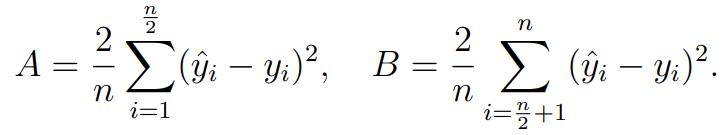 A = \frac{2}{n} \sum_{i=1}^{\frac{n}{2}} (\hat{y}_i - y_i)^2, \quad B = \frac{2}{n} \sum_{i=\frac{n}{2}+1}^{n} (\hat{y}_i - y_i)^2.